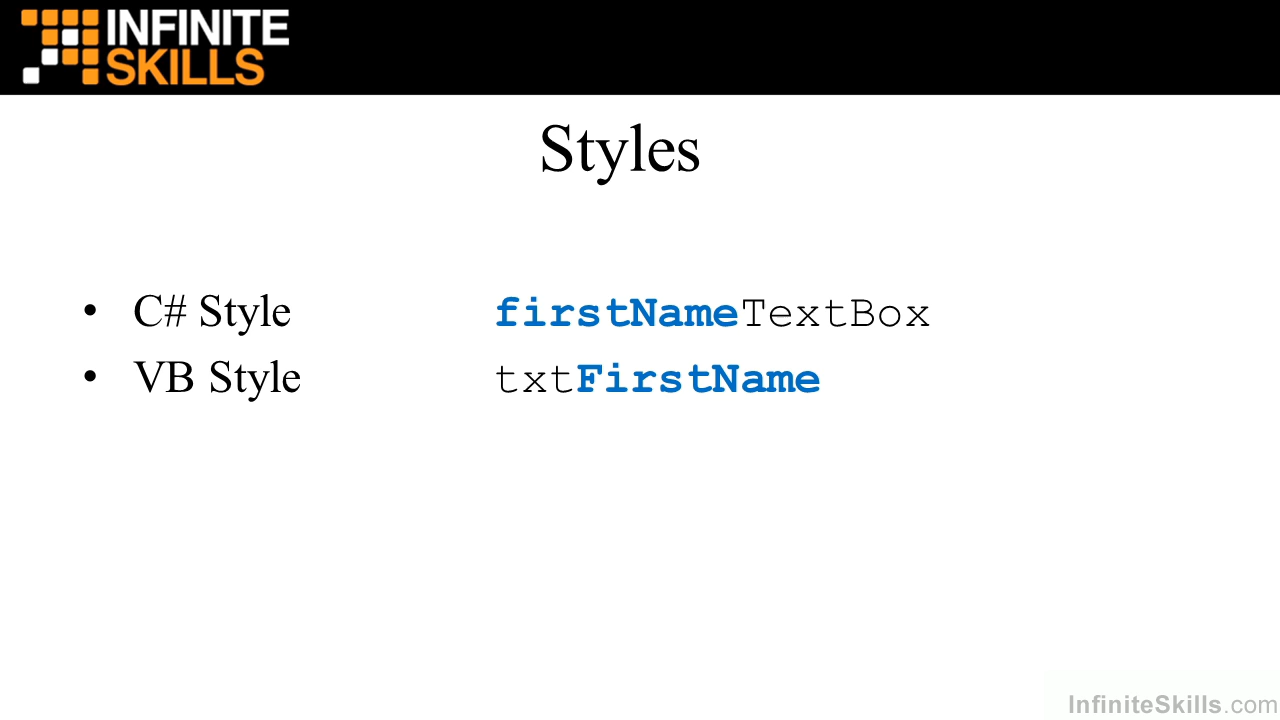 INFINITE
SKILLS
Styles
• C# Style firstNameTextBox
• VB Style txtFirstName
InfiniteSkills.com